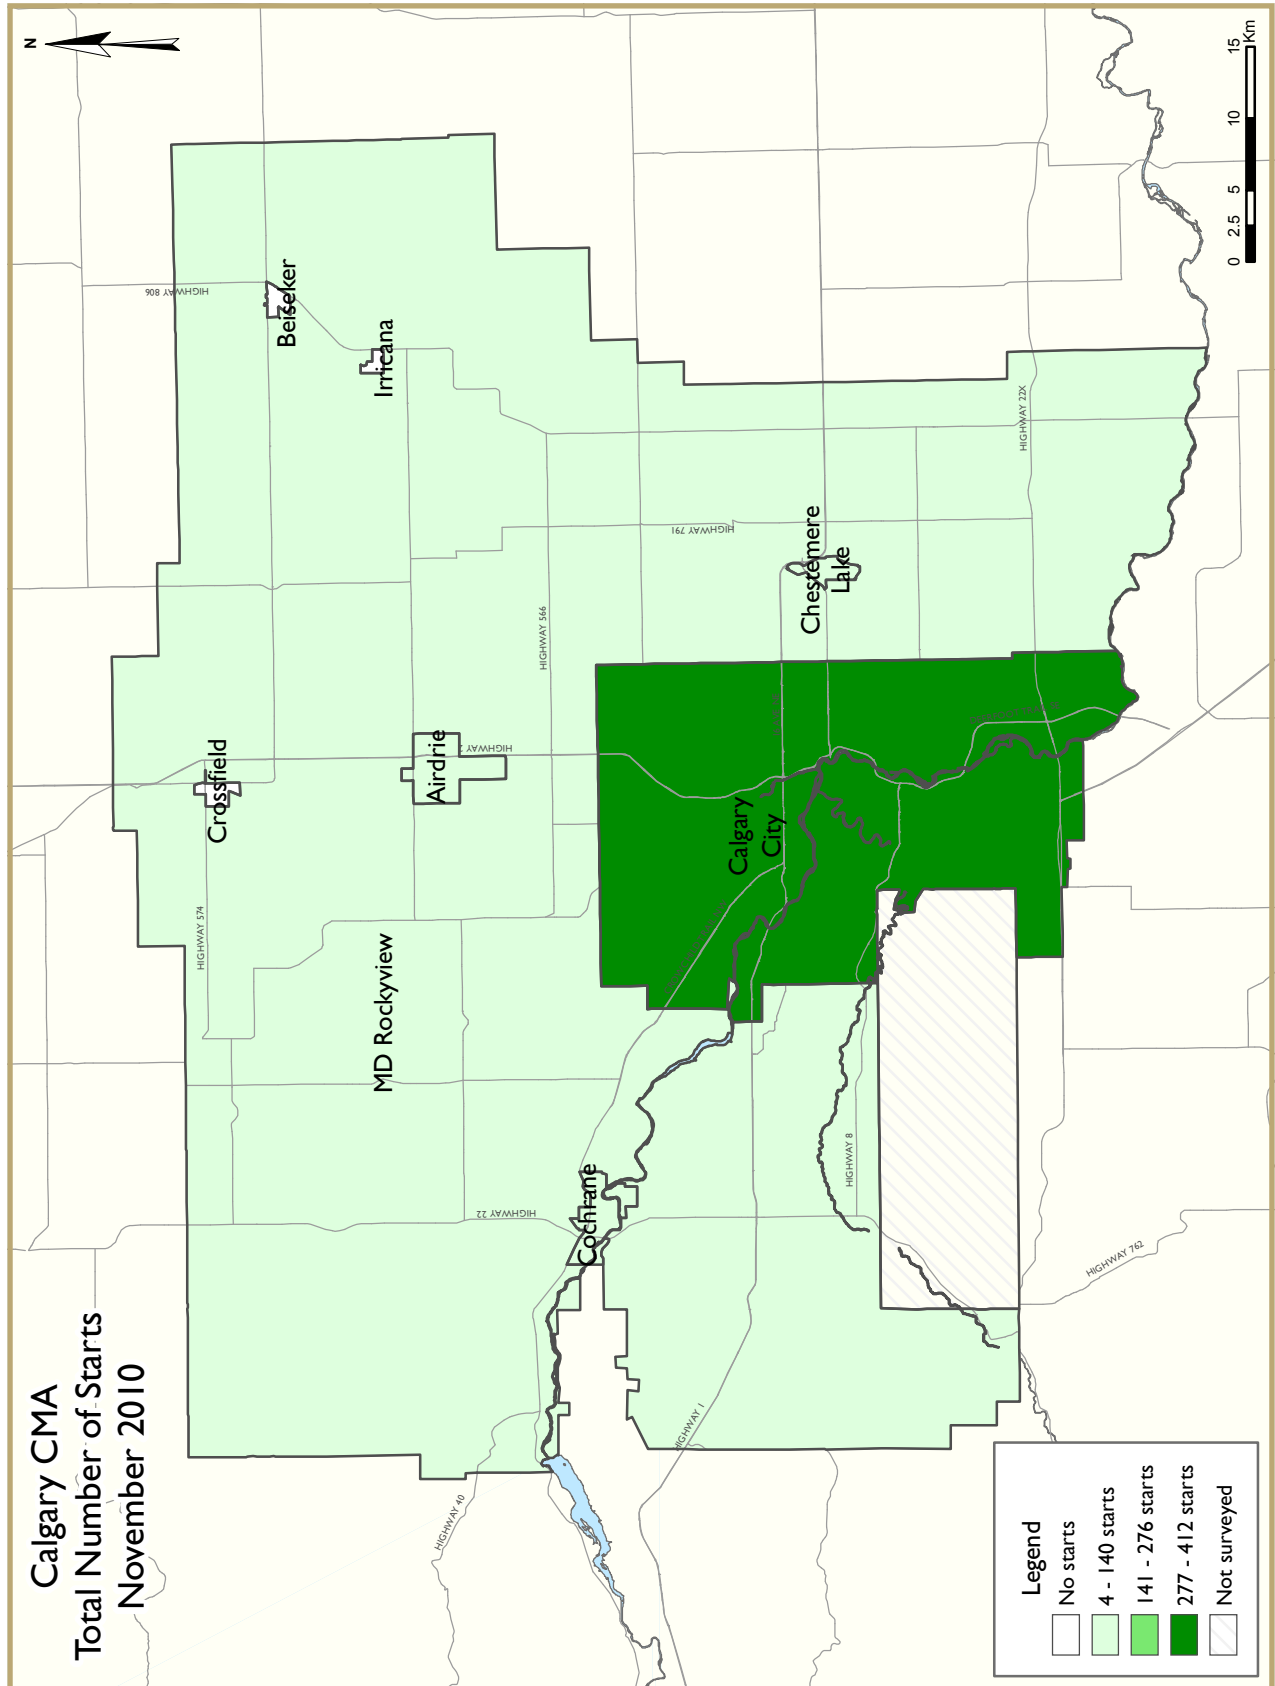 Calgary CMA
Total Number of Starts
November 2010
N
HIGHWAY 806
Beiseker
Irricana
HIGHWAY 22X
HIGHWAY 791
Chestemere
Lake
HIGHWAY 566
Crossfield
Airdrie
HIGHWAY 2
Calgary
City
HIGHWAY 574
MD Rockyview
Cochrane
HIGHWAY 22
HIGHWAY 8
HIGHWAY 762
HIGHWAY 1
HIGHWAY 40
Legend
No starts
4 - 140 starts
141 - 276 starts
277 - 412 starts
Not surveyed
0 2.5 5 10 15
Km